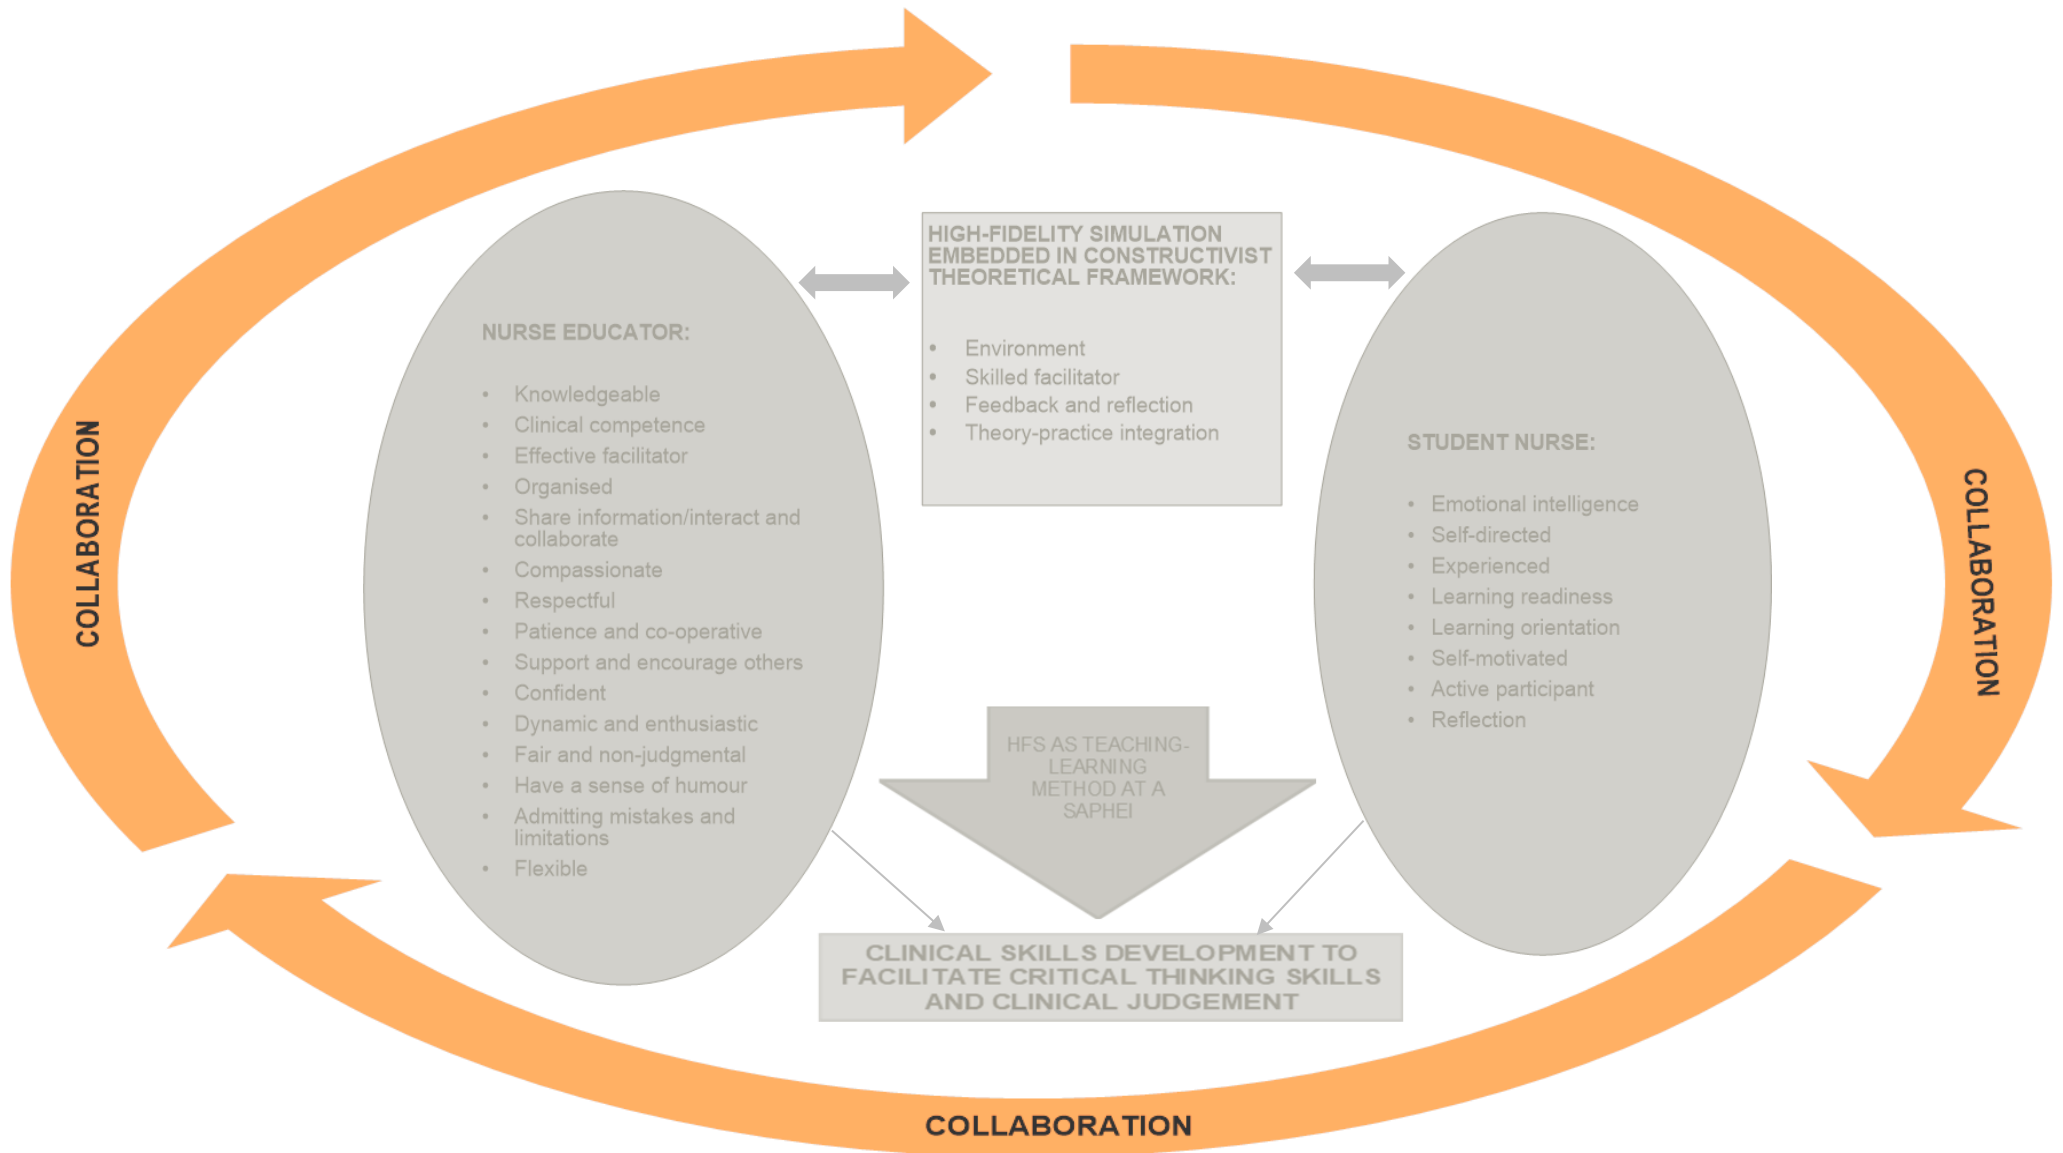 COLLABORATION
NURSE EDUCATOR:
• Knowledgeable
• Clinical competence
• Effective facilitator
• Organised
• Share information/interact and
collaborate
• Compassionate
• Respectful
• Patience and co-operative
• Support and encourage others
• Confident
• Dynamic and enthusiastic
• Fair and non-judgmental
• Have a sense of humour
• Admitting mistakes and
limitations
• Flexible
HIGH-FIDELITY SIMULATION
EMBEDDED IN CONSTRUCTIVIST
THEORETICAL FRAMEWORK:
• Environment
• Skilled facilitator
• Feedback and reflection
• Theory-practice integration
STUDENT NURSE:
• Emotional intelligence
• Self-directed
• Experienced
• Learning readiness
• Learning orientation
• Self-motivated
• Active participant
• Reflection
COLLABORATION
HFS AS TEACHING-
LEARNING
METHOD AT A
SAPHEI
CLINICAL SKILLS DEVELOPMENT TO
FACILITATE CRITICAL THINKING SKILLS
AND CLINICAL JUDGEMENT
COLLABORATION